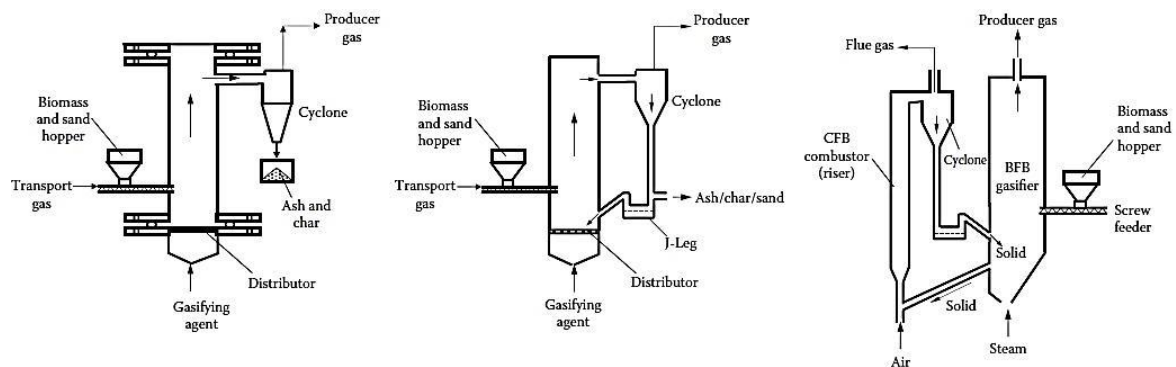 Producer
gas
Biomass
and sand
hopper
Cyclone
Transport
gas
Ash and
char
Distributor
Gasifying
agent
Producer
gas
Biomass
and sand
hopper
Cyclone
Transport
gas
Ash/char/sand
J-Leg
Distributor
Gasifying
agent
Producer
gas
Flue gas
Biomass
and sand
hopper
CFB
combustor
(riser)
Cyclone
BFB
gasifier
Screw
feeder
Solid
Solid
Air
Steam